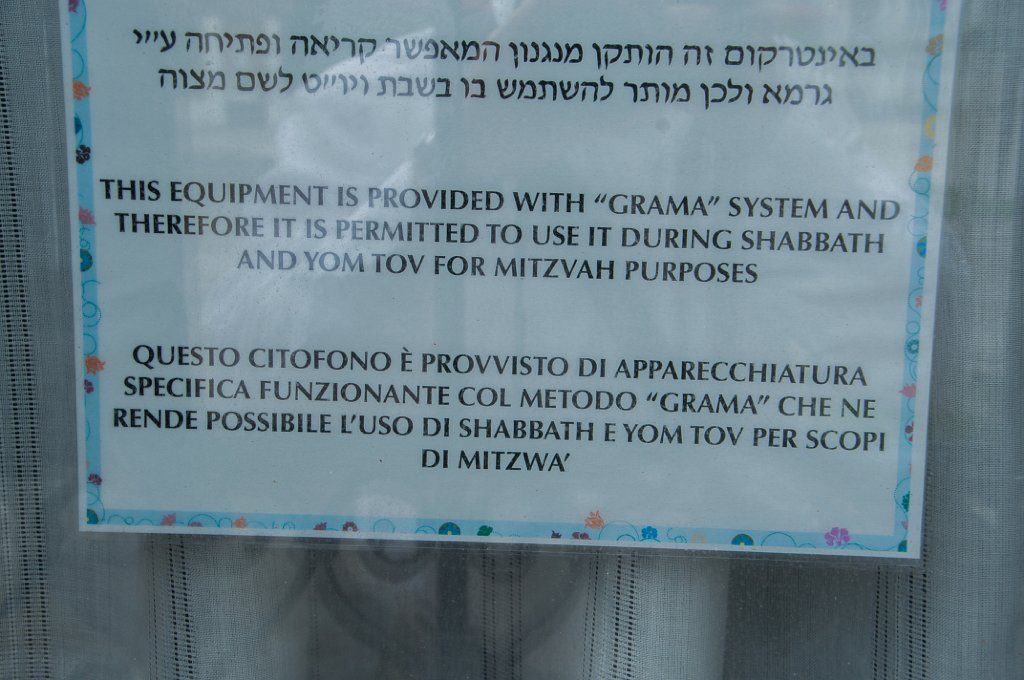 באינטרקום זה הותקן מנגנון המאפשר קריאה ופתיחה ע״י
גרמא ולכן מותר להשתמש בו בשבת ויו״ט לשם מצוה
THIS EQUIPMENT IS PROVIDED WITH “GRAMA” SYSTEM AND
THEREFORE IT IS PERMITTED TO USE IT DURING SHABBATH
AND YOM TOV FOR MITZVAH PURPOSES
QUESTO CITOFONO È PROVVISTO DI APPARECCHIATURA
SPECIFICA FUNZIONANTE COL METODO “GRAMA” CHE NE
RENDE POSSIBILE L’USO DI SHABBATH E YOM TOV PER SCOPI
DI MITZWA’